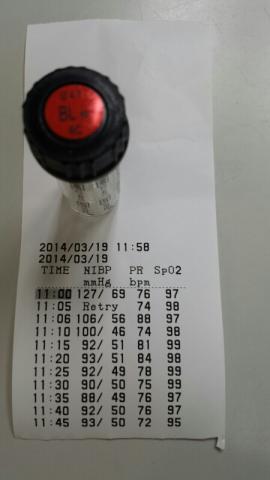 BL
2014/03/19 11:58
2014/03/19
TIME NIBP PR SpO2
mmHg bpm
11:00 127/ 69 76 97
11:05 Retry 74 98
11:06 106/ 56 88 97
11:10 100/ 46 74 98
11:15 92/ 51 81 99
11:20 93/ 51 84 98
11:25 92/ 49 78 99
11:30 90/ 50 75 99
11:35 88/ 49 76 97
11:40 92/ 50 76 97
11:45 93/ 50 72 95